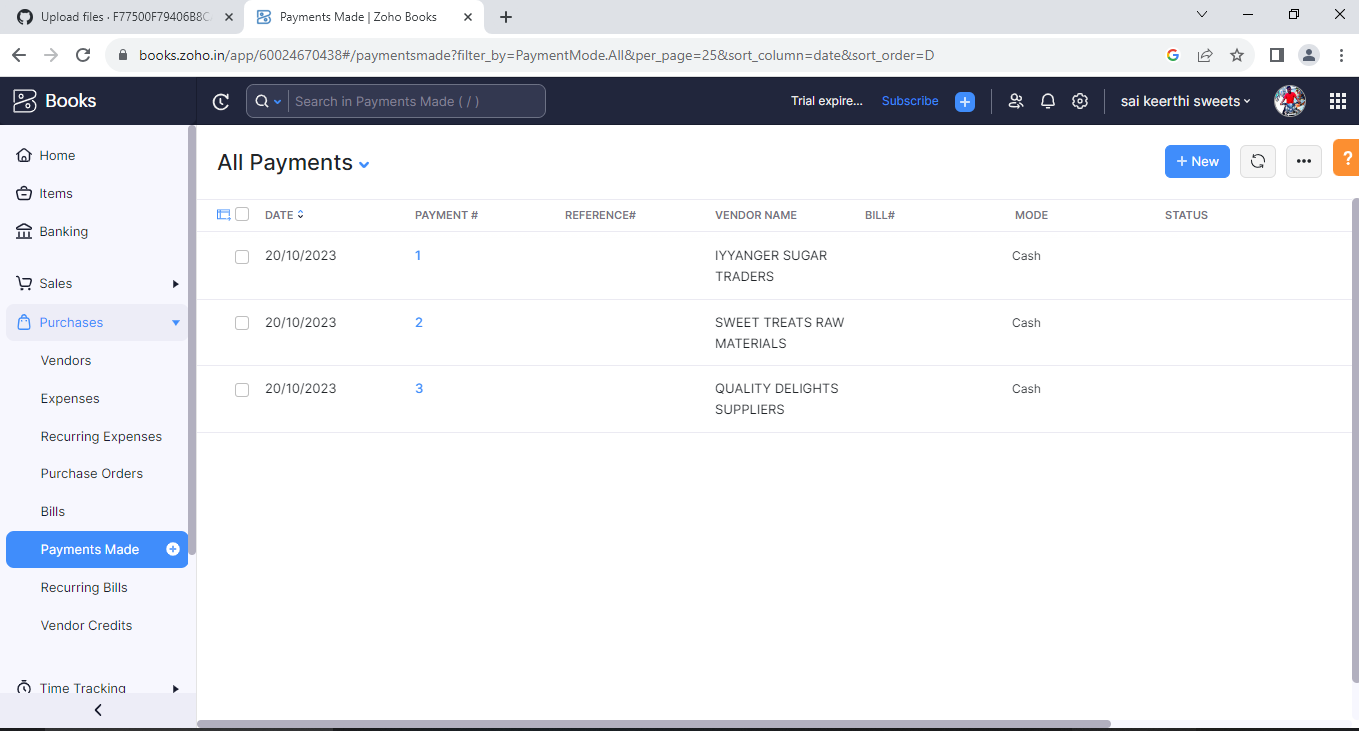 Upload files · F77500F79406B8C
Payments Made | Zoho Books
books.zoho.in/app/60024670438#/paymentsmade?filter_by=PaymentMode.All&per_page=25&sort_column=date&sort_order=D
Books
Search in Payments Made ( / )
Trial expire...
Subscribe
sai keerthi sweets
Home
Items
Banking
Sales
Purchases
Vendors
Expenses
Recurring Expenses
Purchase Orders
Bills
Payments Made
Recurring Bills
Vendor Credits
Time Tracking
All Payments
+ New
?
DATE PAYMENT # REFERENCE# VENDOR NAME BILL# MODE STATUS
20/10/2023 1 IYYANGER SUGAR Cash
TRADERS
20/10/2023 2 SWEET TREATS RAW Cash
MATERIALS
20/10/2023 3 QUALITY DELIGHTS Cash
SUPPLIERS